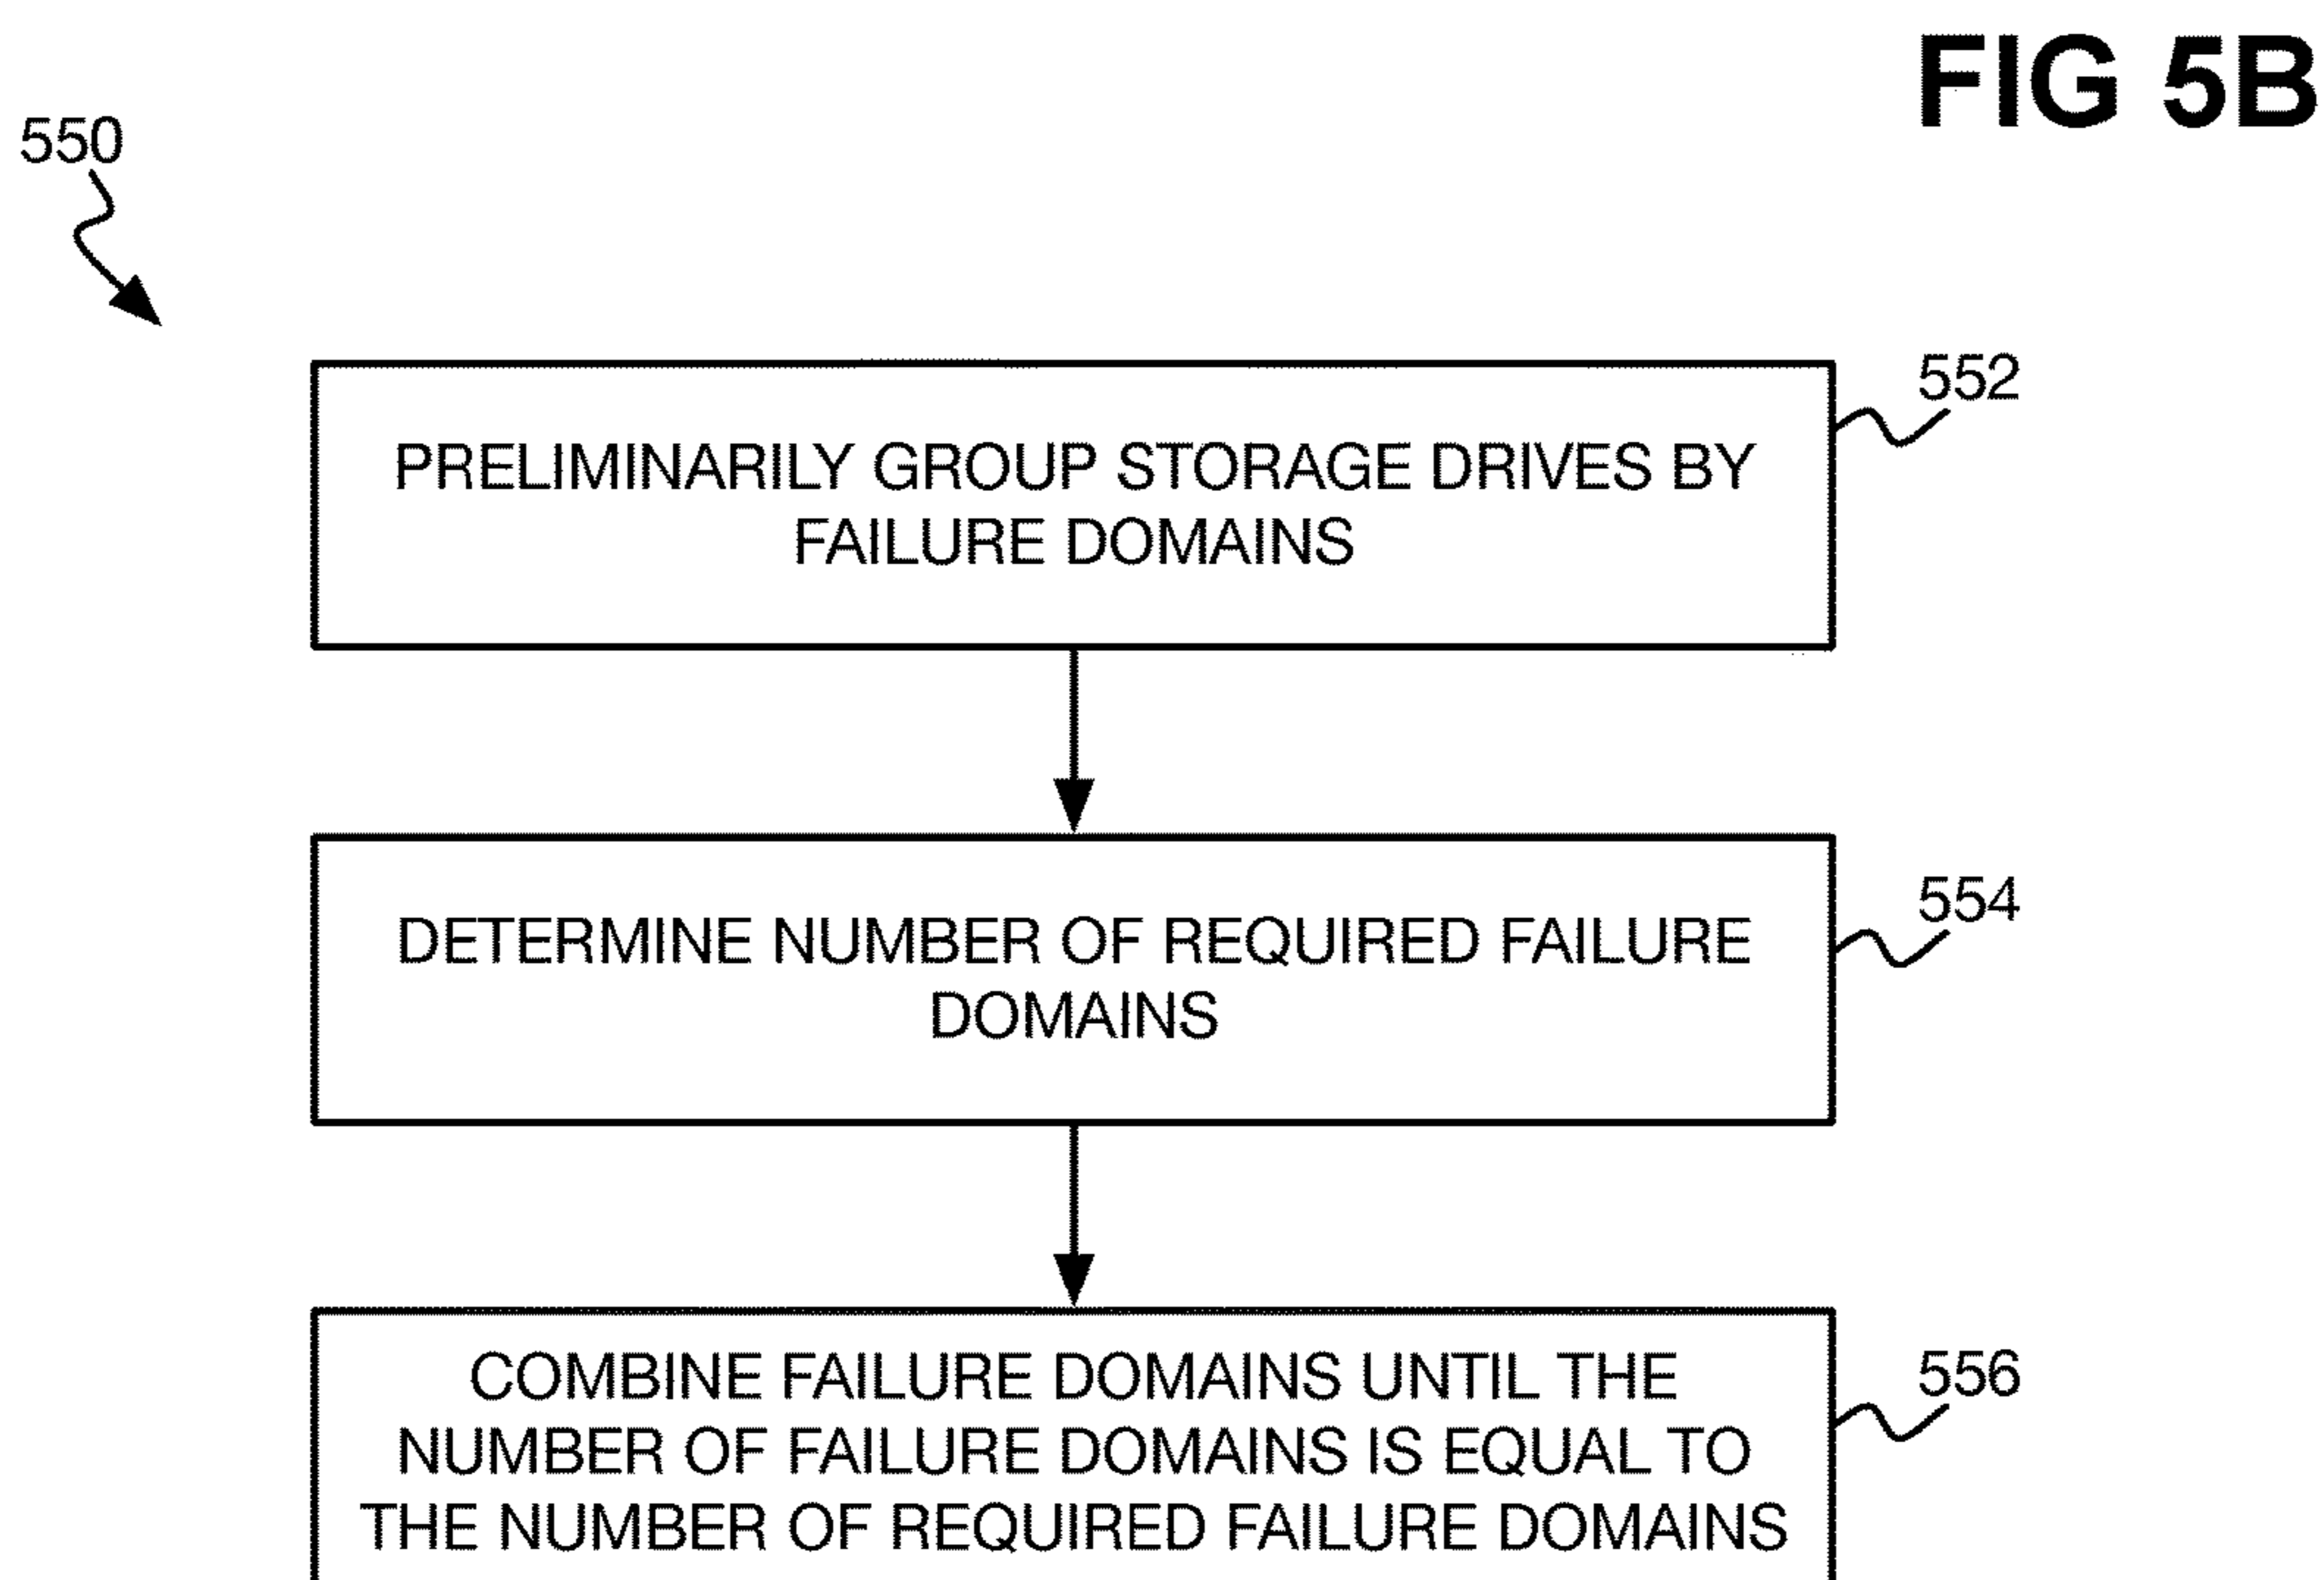 FIG 5B
550
552
PRELIMINARILY GROUP STORAGE DRIVES BY
FAILURE DOMAINS
554
DETERMINE NUMBER OF REQUIRED FAILURE
DOMAINS
556
COMBINE FAILURE DOMAINS UNTIL THE
NUMBER OF FAILURE DOMAINS IS EQUAL TO
THE NUMBER OF REQUIRED FAILURE DOMAINS